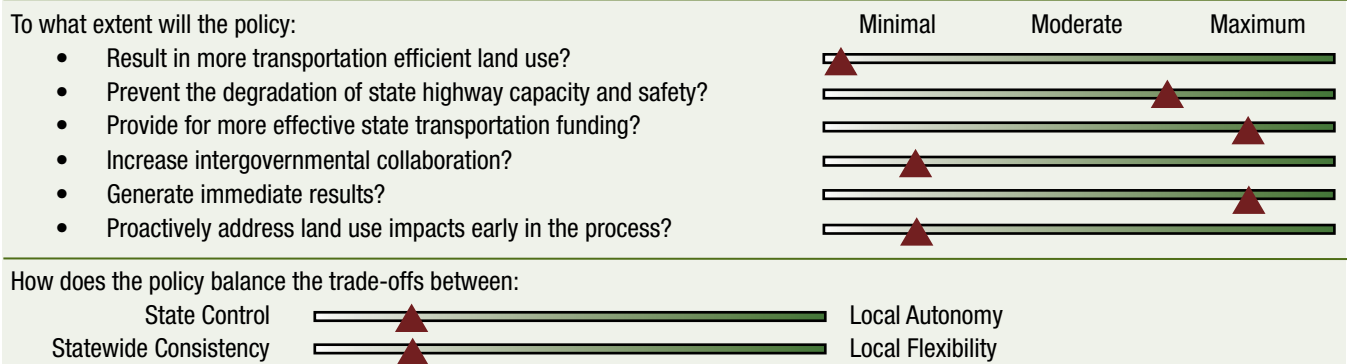 To what extent will the policy: Minimal Moderate Maximum
• Result in more transportation efficient land use?
• Prevent the degradation of state highway capacity and safety?
• Provide for more effective state transportation funding?
• Increase intergovernmental collaboration?
• Generate immediate results?
• Proactively address land use impacts early in the process?
How does the policy balance the trade-offs between:
State Control Local Autonomy
Statewide Consistency Local Flexibility